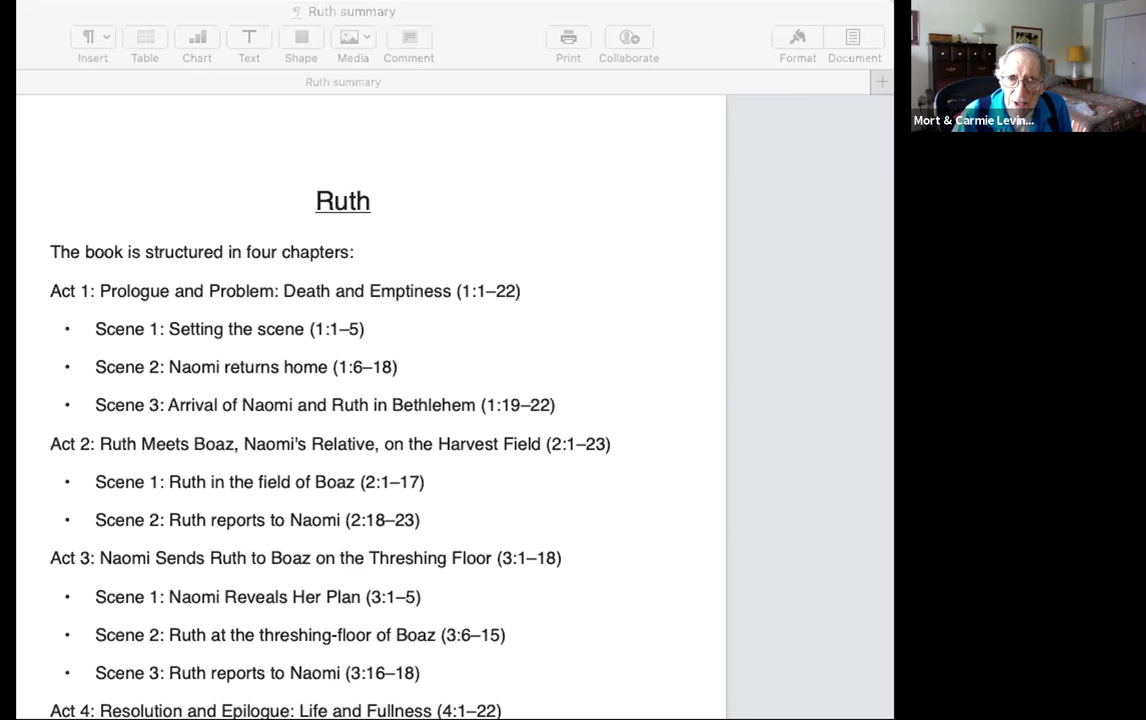 Ruth summary
Insert
Table
Chart
Text
Shape
Media
Comment
Print
Collaborate
Format
Document
Ruth summary
Mort & Carmie Levin...
Ruth
The book is structured in four chapters:
Act 1: Prologue and Problem: Death and Emptiness (1:1–22)
• Scene 1: Setting the scene (1:1–5)
• Scene 2: Naomi returns home (1:6–18)
• Scene 3: Arrival of Naomi and Ruth in Bethlehem (1:19–22)
Act 2: Ruth Meets Boaz, Naomi's Relative, on the Harvest Field (2:1–23)
• Scene 1: Ruth in the field of Boaz (2:1–17)
• Scene 2: Ruth reports to Naomi (2:18–23)
Act 3: Naomi Sends Ruth to Boaz on the Threshing Floor (3:1–18)
• Scene 1: Naomi Reveals Her Plan (3:1–5)
• Scene 2: Ruth at the threshing-floor of Boaz (3:6–15)
• Scene 3: Ruth reports to Naomi (3:16–18)
Act 4: Resolution and Epilogue: Life and Fullness (4:1–22)